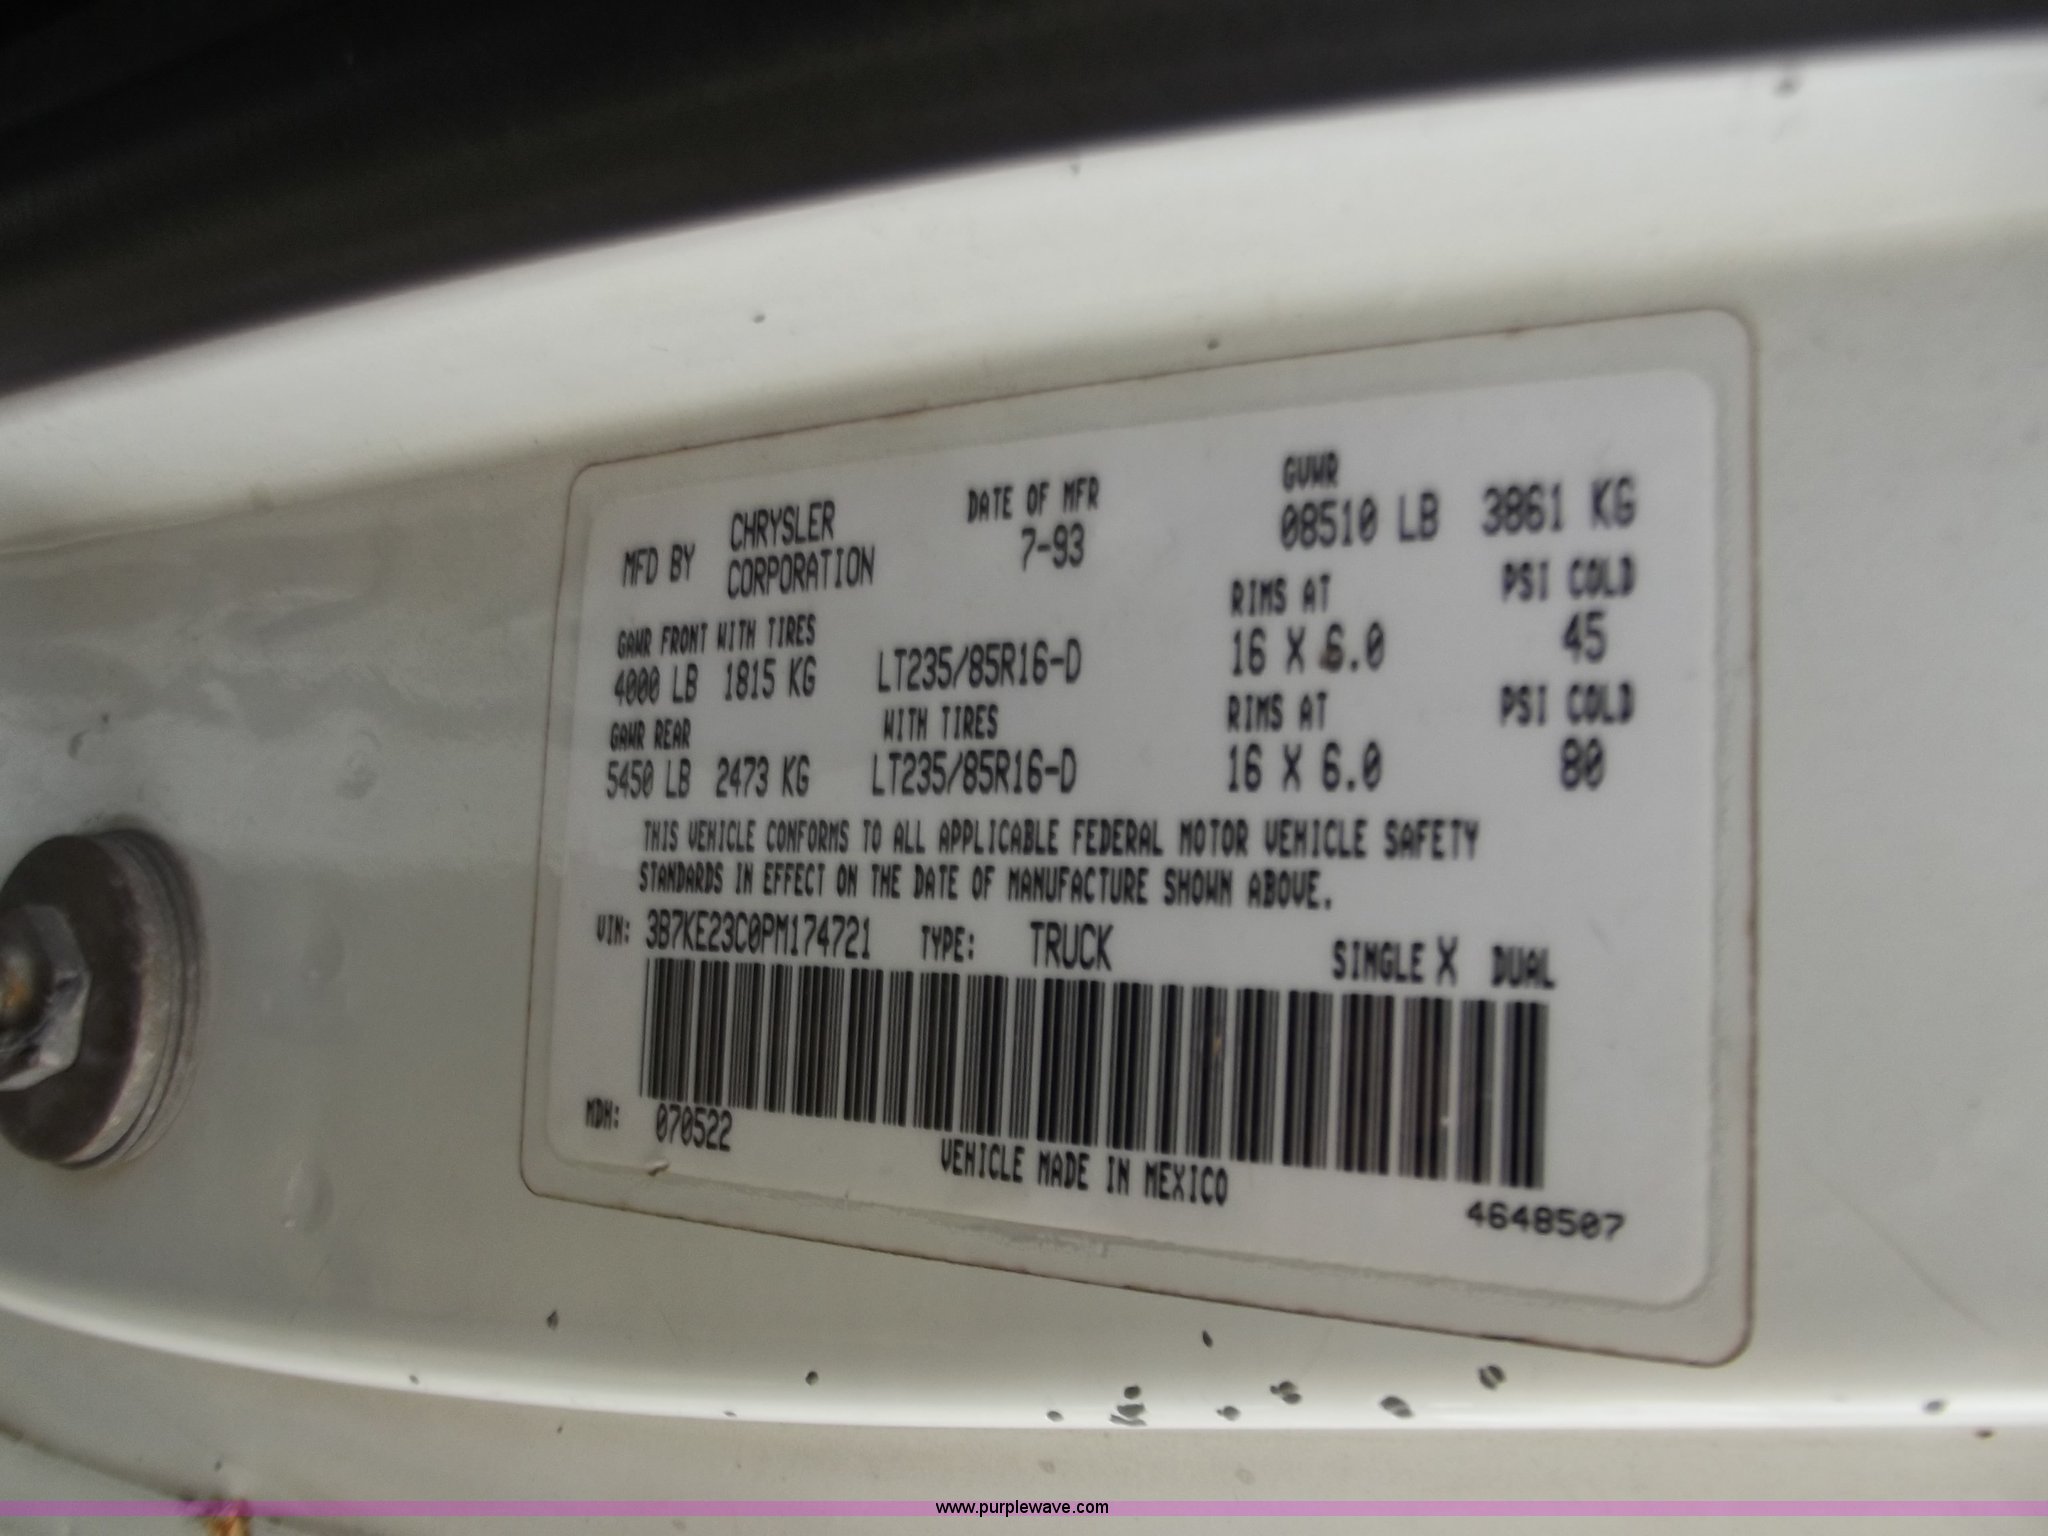 MFD BY CHRYSLER CORPORATION DATE OF MFR 7-93 GVWR 08510 LB 3861 KG
GAWR FRONT WITH TIRES RIMS AT PSI COLD
4000 LB 1815 KG LT235/85R16-D 16 X 6.0 45
GAWR REAR WITH TIRES RIMS AT PSI COLD
5450 LB 2473 KG LT235/85R16-D 16 X 6.0 80
THIS VEHICLE CONFORMS TO ALL APPLICABLE FEDERAL MOTOR VEHICLE SAFETY
STANDARDS IN EFFECT ON THE DATE OF MANUFACTURE SHOWN ABOVE.
VIN: 3B7KE23C0PM174721 TYPE: TRUCK SINGLE X DUAL
MDH: 070522
VEHICLE MADE IN MEXICO
4648507
www.purplewave.com